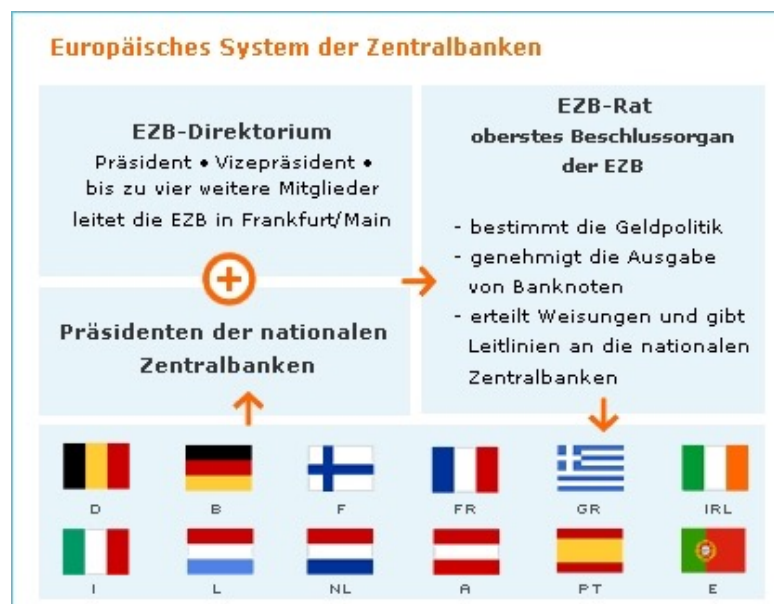 Europäisches System der Zentralbanken
EZB-Direktorium
Präsident • Vizepräsident •
bis zu vier weitere Mitglieder
leitet die EZB in Frankfurt/Main
Präsidenten der nationalen
Zentralbanken
EZB-Rat
oberstes Beschlussorgan
der EZB
- bestimmt die Geldpolitik
- genehmigt die Ausgabe
von Banknoten
- erteilt Weisungen und gibt
Leitlinien an die nationalen
Zentralbanken
D B F FR GR IRL
I L NL A PT E